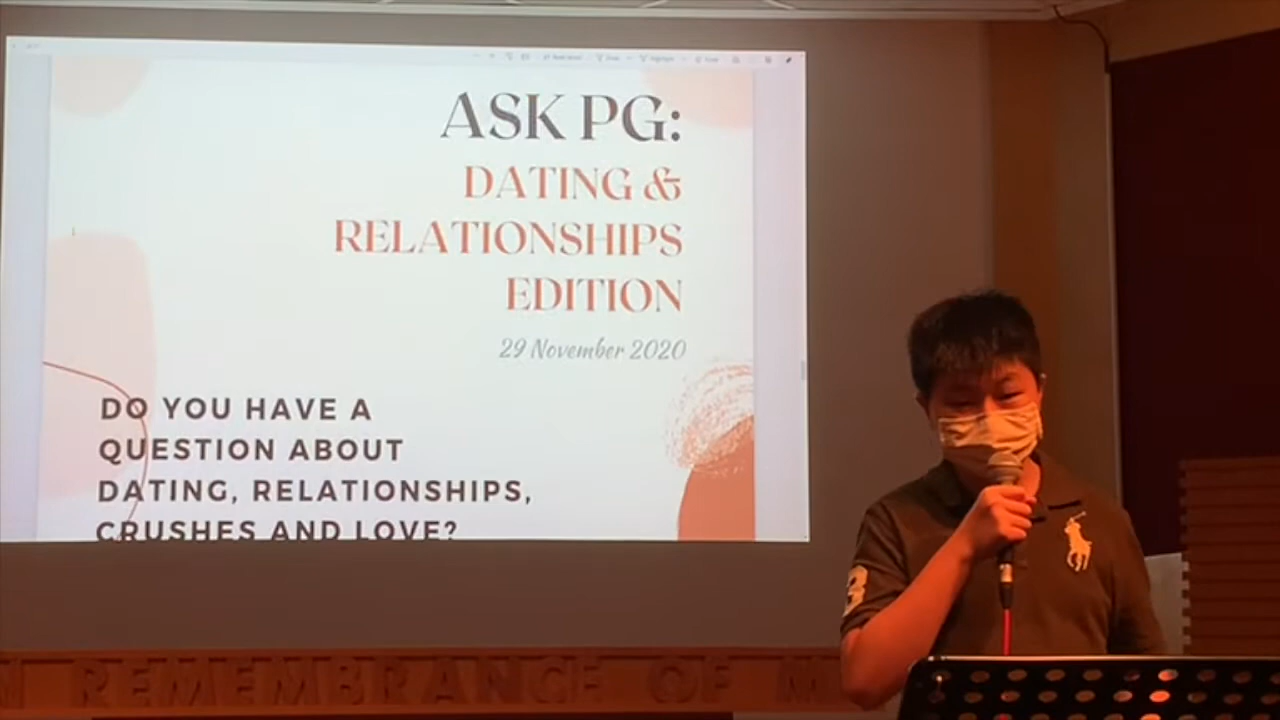 ASK PG:
DATING &
RELATIONSHIPS
EDITION
29 November 2020
DO YOU HAVE A
QUESTION ABOUT
DATING, RELATIONSHIPS,
CRUSHES AND LOVE?
3
REMEMBRANCE OF M